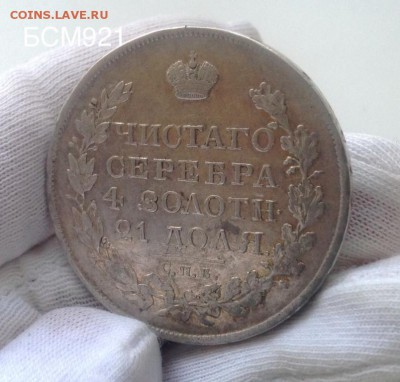 COINS.LAVE.RU
БСМ921
ЧИСТАГО
СЕРЕБРА
4. ЗОЛОТН.
21 ДОЛЯ
С.П.Б.